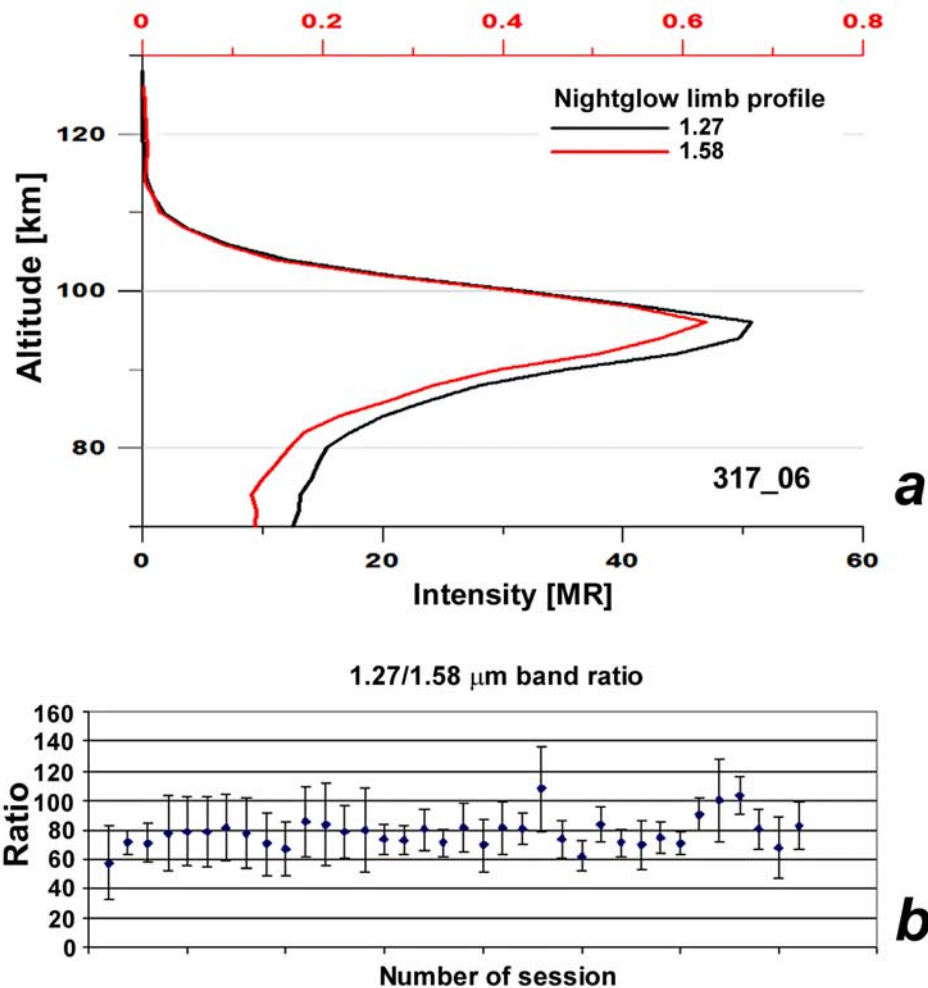 0 0.2 0.4 0.6 0.8
Nightglow limb profile
1.27
1.58
120
100
80
Altitude [km]
317_06
a
0 20 40 60
Intensity [MR]
1.27/1.58 μm band ratio
160
140
120
100
80
60
40
20
0
Ratio
b
Number of session